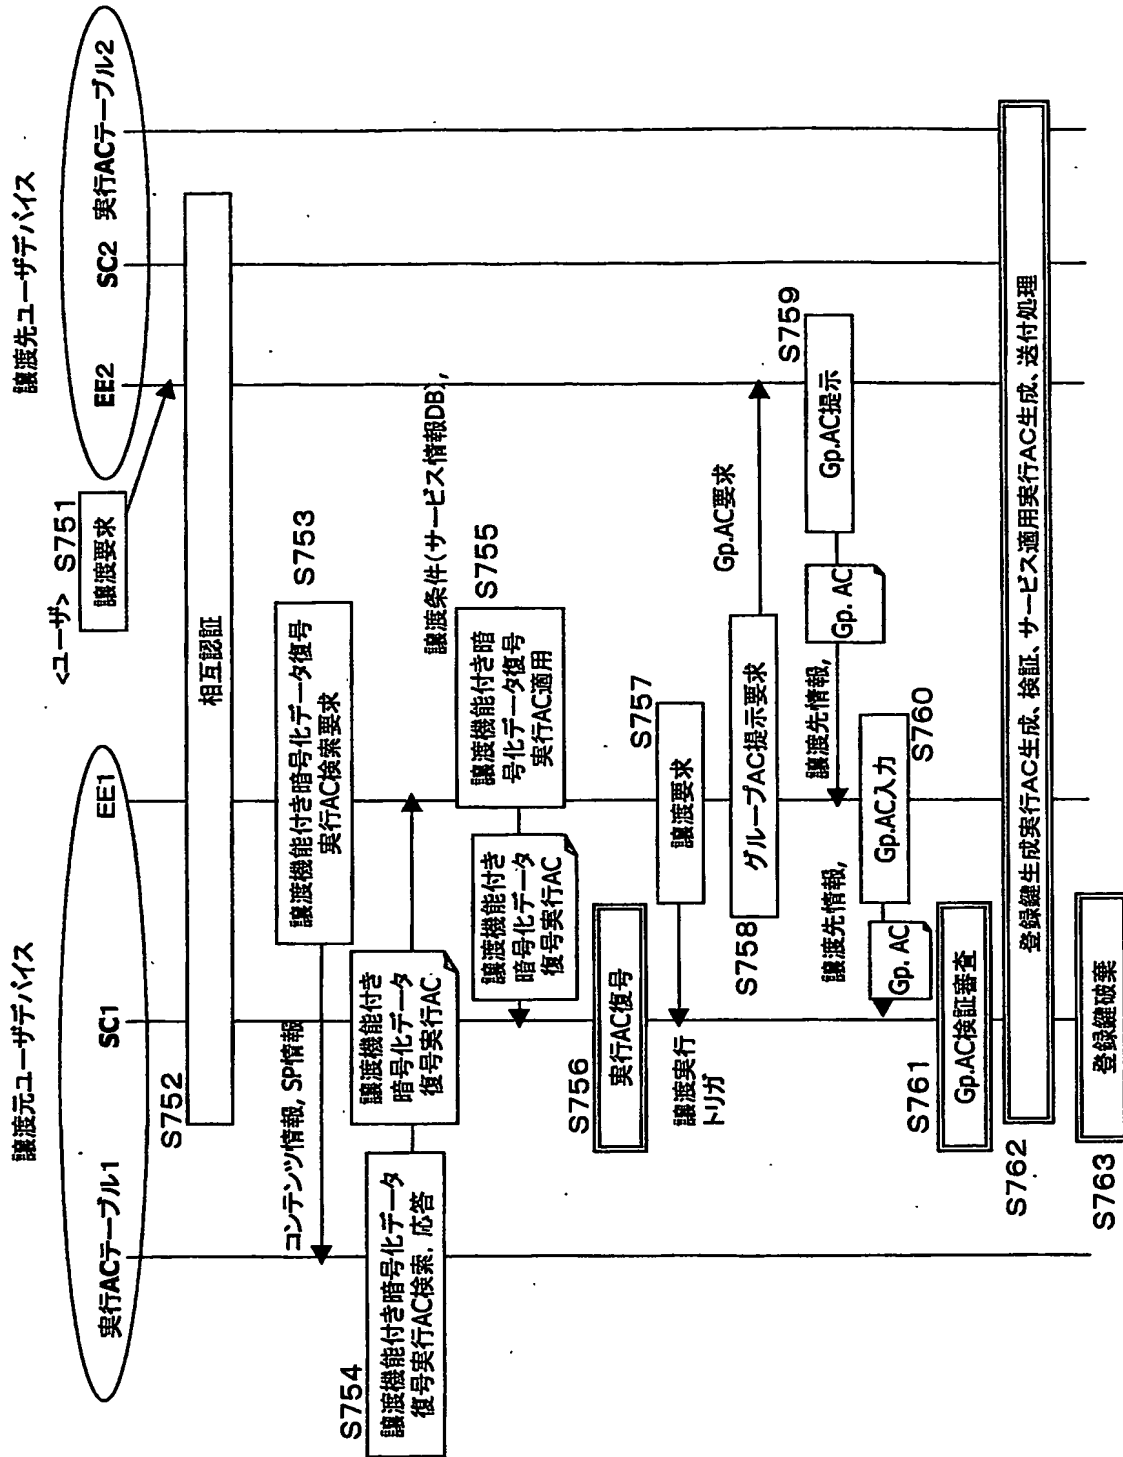 譲渡元ユーザデバイス
実行ACテーブル1
SC1
EE1
譲渡先ユーザデバイス
EE2
SC2
実行ACテーブル2
<ユーザ>
S751
譲渡要求
S752
相互認証
S753
譲渡機能付き暗号化データ復号
実行AC検索要求
コンテンツ情報, SP情報
S754
譲渡機能付き暗号化データ
復号実行AC検索, 応答
譲渡機能付き
暗号化データ
復号実行AC
譲渡条件(サービス情報DB),
S755
譲渡機能付き暗
号化データ復号
実行AC適用
譲渡機能付き
暗号化データ
復号実行AC
S756
実行AC復号
S757
譲渡要求
譲渡実行
トリガ
S758
グループAC提示要求
Gp.AC要求
S759
Gp.AC提示
Gp. AC
譲渡先情報,
S760
Gp.AC入力
譲渡先情報,
Gp. AC
S761
Gp.AC検証審査
S762
登録鍵生成実行AC生成、検証、サービス適用実行AC生成、送付処理
S763
登録鍵破棄